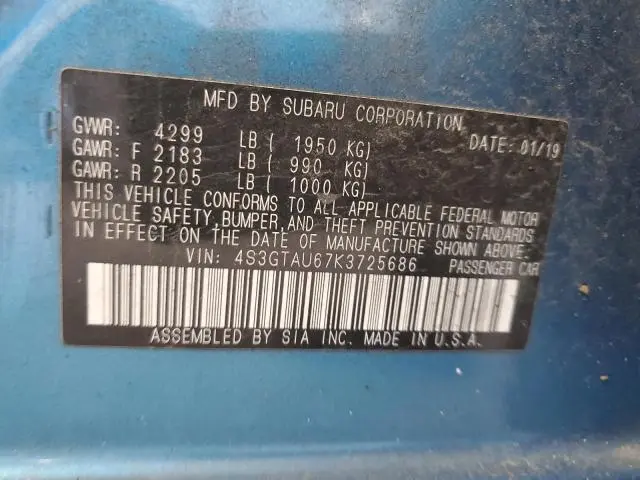 MFD BY SUBARU CORPORATION
GVWR: 4299 LB ( 1950 KG) DATE: 01/19
GAWR: F 2183 LB ( 990 KG)
GAWR: R 2205 LB ( 1000 KG)
THIS VEHICLE CONFORMS TO ALL APPLICABLE FEDERAL MOTOR
VEHICLE SAFETY, BUMPER, AND THEFT PREVENTION STANDARDS
IN EFFECT ON THE DATE OF MANUFACTURE SHOWN ABOVE.
VIN: 4S3GTAU67K3725686 PASSENGER CAR
ASSEMBLED BY SIA INC. MADE IN U.S.A.